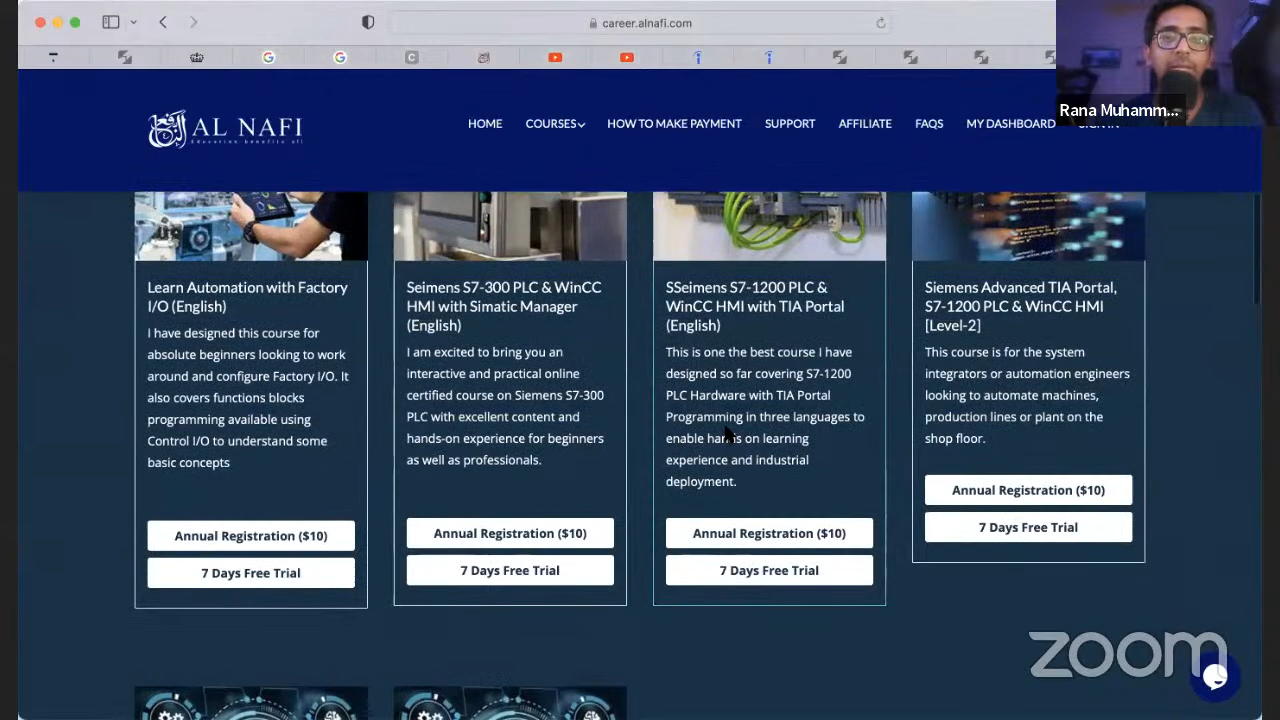 career.alnafi.com
Rana Muhamm...
AL NAFI
Education benefits all
HOME
COURSES
HOW TO MAKE PAYMENT
SUPPORT
AFFILIATE
FAQS
MY DASHBOARD
SIGN IN
Learn Automation with Factory
I/O (English)
I have designed this course for
absolute beginners looking to work
around and configure Factory I/O. It
also covers functions blocks
programming available using
Control I/O to understand some
basic concepts
Annual Registration ($10)
7 Days Free Trial
Seimens S7-300 PLC & WinCC
HMI with Simatic Manager
(English)
I am excited to bring you an
interactive and practical online
certified course on Siemens S7-300
PLC with excellent content and
hands-on experience for beginners
as well as professionals.
Annual Registration ($10)
7 Days Free Trial
SSeimens S7-1200 PLC &
WinCC HMI with TIA Portal
(English)
This is one the best course I have
designed so far covering S7-1200
PLC Hardware with TIA Portal
Programming in three languages to
enable hands on learning
experience and industrial
deployment.
Annual Registration ($10)
7 Days Free Trial
Siemens Advanced TIA Portal,
S7-1200 PLC & WinCC HMI
[Level-2]
This course is for the system
integrators or automation engineers
looking to automate machines,
production lines or plant on the
shop floor.
Annual Registration ($10)
7 Days Free Trial
zoom